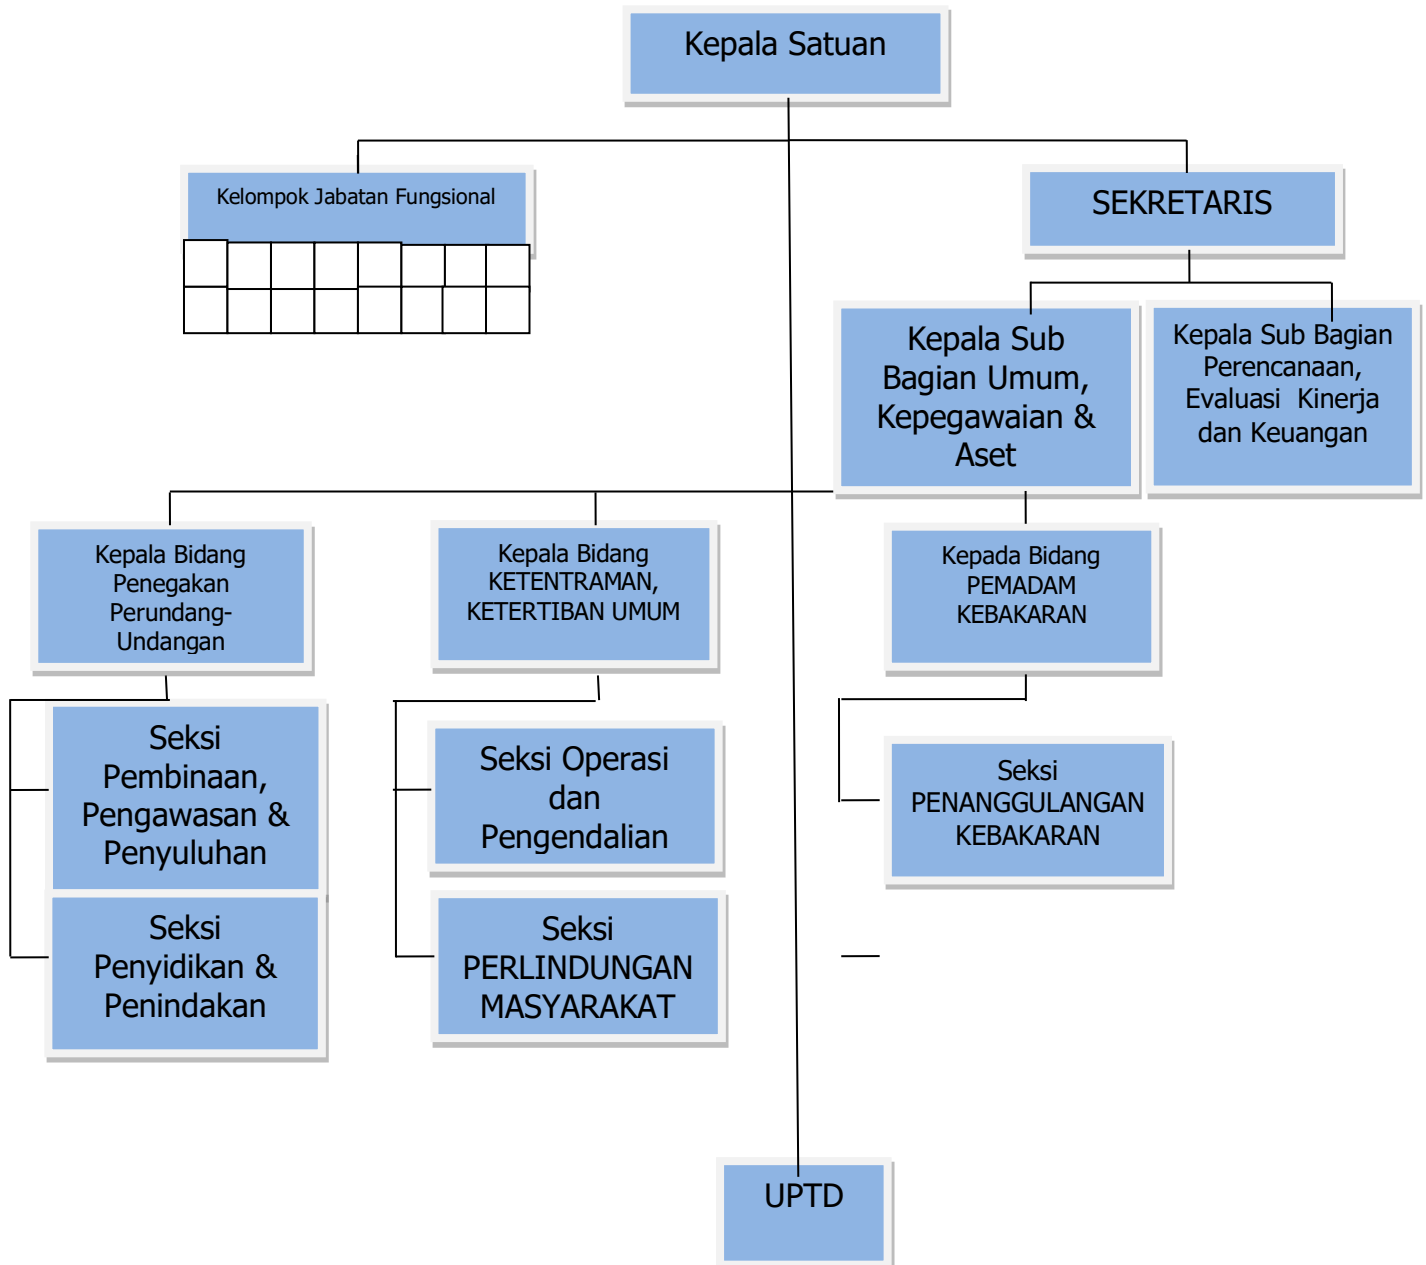 Kepala Satuan
Kelompok Jabatan Fungsional
SEKRETARIS
Kepala Sub
Bagian Umum,
Kepegawaian &
Aset
Kepala Sub Bagian
Perencanaan,
Evaluasi  Kinerja
dan Keuangan
Kepala Bidang
Penegakan
Perundang-
Undangan
Kepala Bidang
KETENTRAMAN,
KETERTIBAN UMUM
Kepada Bidang
PEMADAM
KEBAKARAN
Seksi
Pembinaan,
Pengawasan &
Penyuluhan
Seksi Operasi
dan
Pengendalian
Seksi
PENANGGULANGAN
KEBAKARAN
Seksi
Penyidikan &
Penindakan
Seksi
PERLINDUNGAN
MASYARAKAT
UPTD